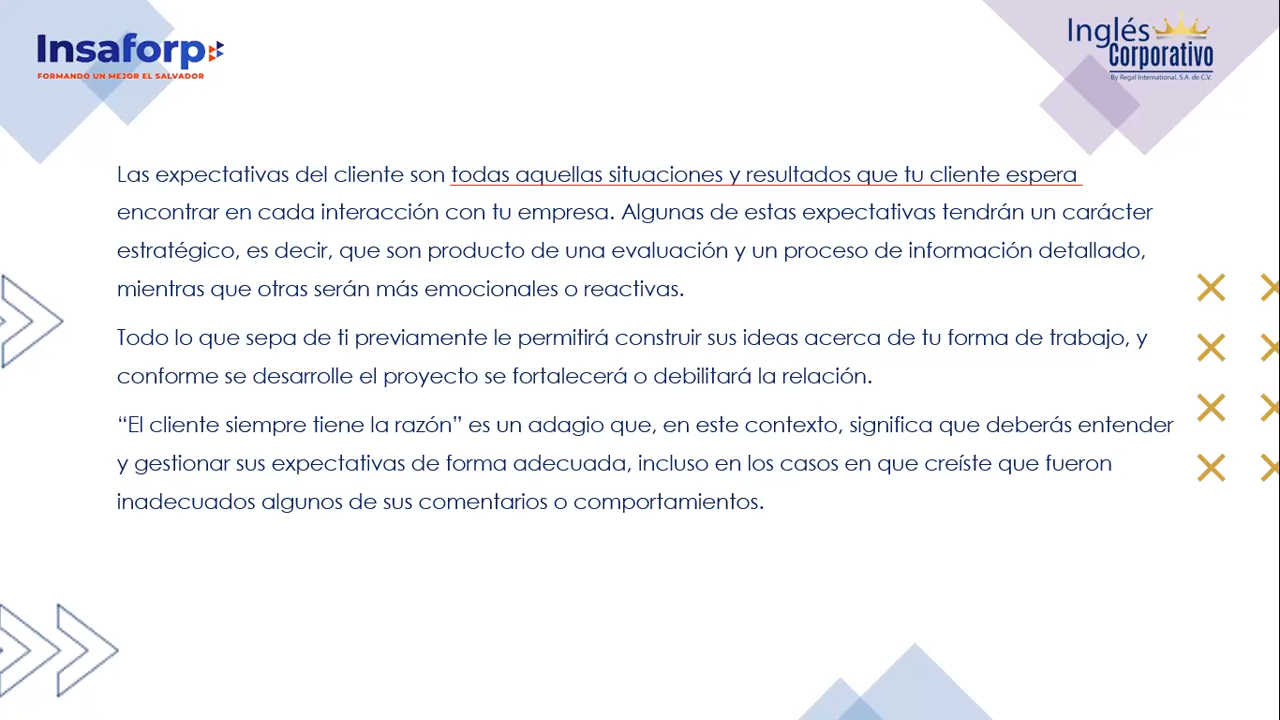 Insaforp
FORMANDO UN MEJOR EL SALVADOR
Inglés
Corporativo
By Regal International, S.A. de C.V.
Las expectativas del cliente son todas aquellas situaciones y resultados que tu cliente espera
encontrar en cada interacción con tu empresa. Algunas de estas expectativas tendrán un carácter
estratégico, es decir, que son producto de una evaluación y un proceso de información detallado,
mientras que otras serán más emocionales o reactivas.
Todo lo que sepa de ti previamente le permitirá construir sus ideas acerca de tu forma de trabajo, y
conforme se desarrolle el proyecto se fortalecerá o debilitará la relación.
“El cliente siempre tiene la razón” es un adagio que, en este contexto, significa que deberás entender
y gestionar sus expectativas de forma adecuada, incluso en los casos en que creíste que fueron
inadecuados algunos de sus comentarios o comportamientos.